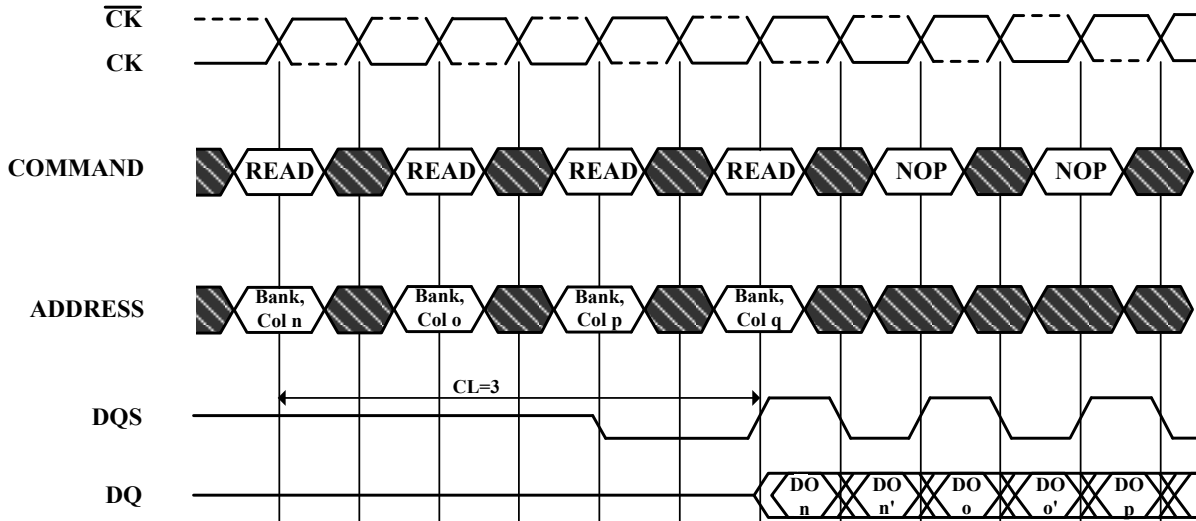 CK
CK
COMMAND READ READ READ READ NOP NOP
ADDRESS Bank, Col n Bank, Col o Bank, Col p Bank, Col q
CL=3
DQS
DQ DO n DO n' DO o DO o' DO p